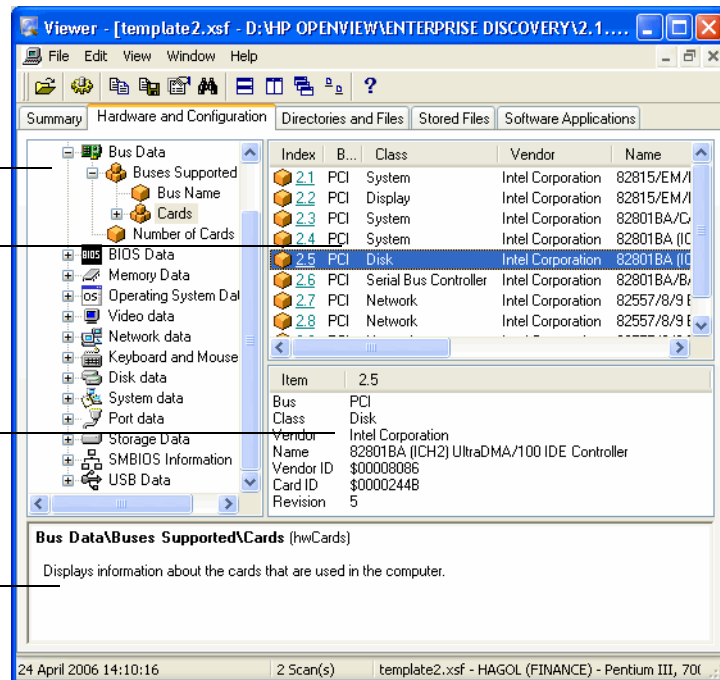 Viewer - [template2.xsf - D:\HP OPENVIEW\ENTERPRISE DISCOVERY\2.1....
File Edit View Window Help
Summary Hardware and Configuration Directories and Files Stored Files Software Applications
Bus Data
Buses Supported
Bus Name
Cards
Number of Cards
BIOS BIOS Data
Memory Data
OS Operating System Dat
Video data
Network data
Keyboard and Mouse
Disk data
System data
Port data
Storage Data
SMBIOS Information
USB Data
Index B... Class Vendor Name
2.1 PCI System Intel Corporation 82815/EM/
2.2 PCI Display Intel Corporation 82815/EM/
2.3 PCI System Intel Corporation 82801BA/C
2.4 PCI System Intel Corporation 82801BA (IC
2.5 PCI Disk Intel Corporation 82801BA (IC
2.6 PCI Serial Bus Controller Intel Corporation 82801BA/B
2.7 PCI Network Intel Corporation 82557/8/9 E
2.8 PCI Network Intel Corporation 82557/8/9 E
Item 2.5
Bus PCI
Class Disk
Vendor Intel Corporation
Name 82801BA (ICH2) UltraDMA/100 IDE Controller
Vendor ID $00008086
Card ID $0000244B
Revision 5
Bus Data\Buses Supported\Cards (hwCards)
Displays information about the cards that are used in the computer.
24 April 2006 14:10:16 2 Scan(s) template2.xsf - HAGOL (FINANCE) - Pentium III, 70